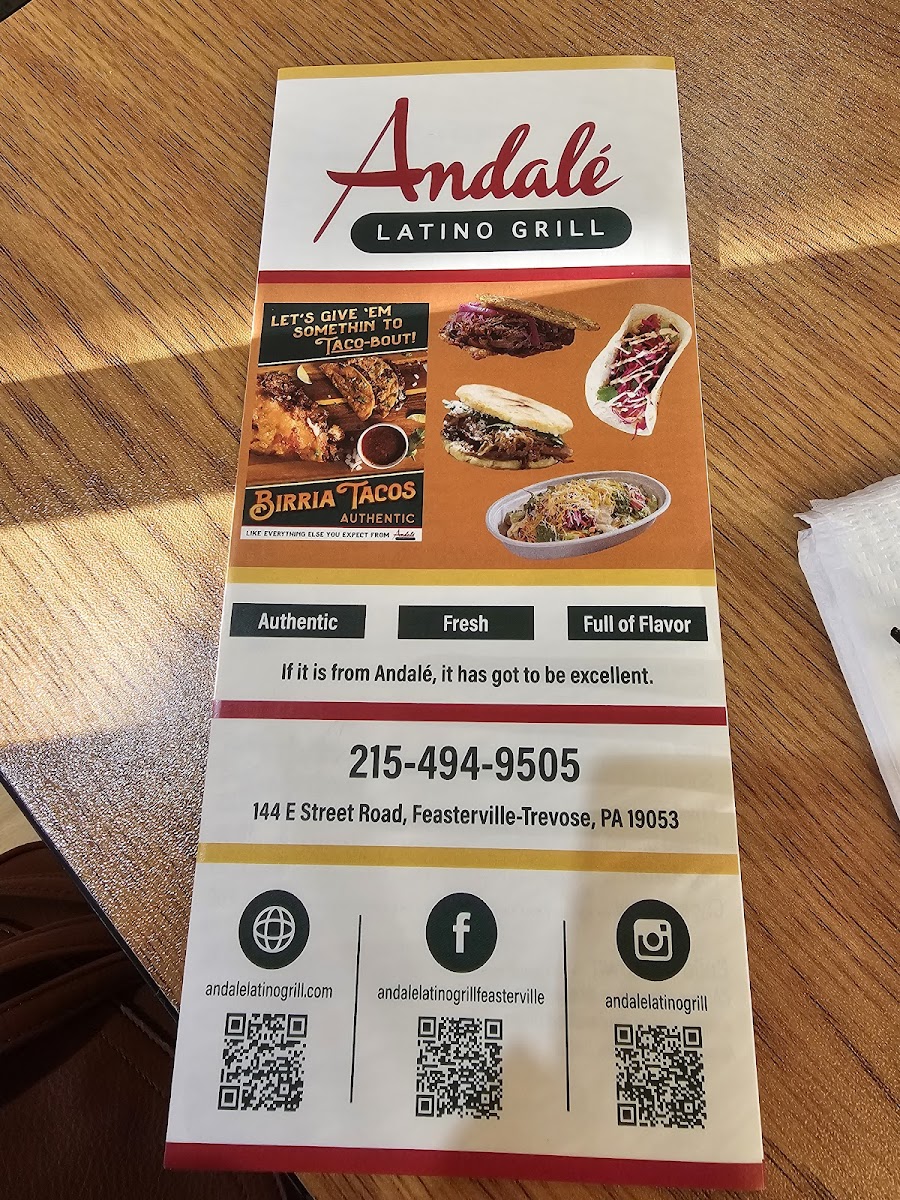 Andalé
LATINO GRILL
LET'S GIVE 'EM
SOMETHIN TO
TACO-BOUT!
BIRRIA TACOS
AUTHENTIC
LIKE EVERYTHING ELSE YOU EXPECT FROM Andalé
Authentic
Fresh
Full of Flavor
If it is from Andalé, it has got to be excellent.
215-494-9505
144 E Street Road, Feasterville-Trevose, PA 19053
andalelatinogrill.com
andalelatinogrillfeasterville
andalelatinogrill